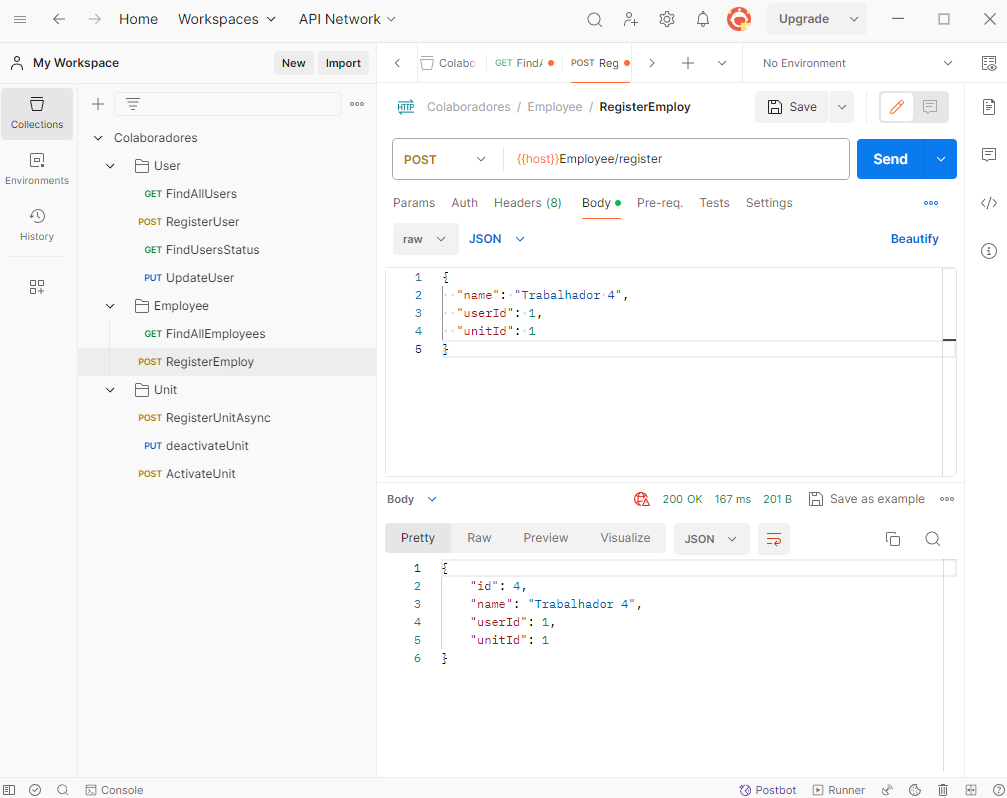 Home Workspaces API Network Upgrade
My Workspace New Import
Colabo GET FindA POST Reg No Environment
Collections
Environments
History
Colaboradores
User
GET FindAllUsers
POST RegisterUser
GET FindUsersStatus
PUT UpdateUser
Employee
GET FindAllEmployees
POST RegisterEmploy
Unit
POST RegisterUnitAsync
PUT deactivateUnit
POST ActivateUnit
HTTP Colaboradores / Employee / RegisterEmploy Save
POST {{host}}Employee/register Send
Params Auth Headers (8) Body Pre-req. Tests Settings
raw JSON Beautify
1 {
2 "name": "Trabalhador 4",
3 "userId": 1,
4 "unitId": 1
5 }
Body 200 OK 167 ms 201 B Save as example
Pretty Raw Preview Visualize JSON
1 {
2 "id": 4,
3 "name": "Trabalhador 4",
4 "userId": 1,
5 "unitId": 1
6 }
Console Postbot Runner